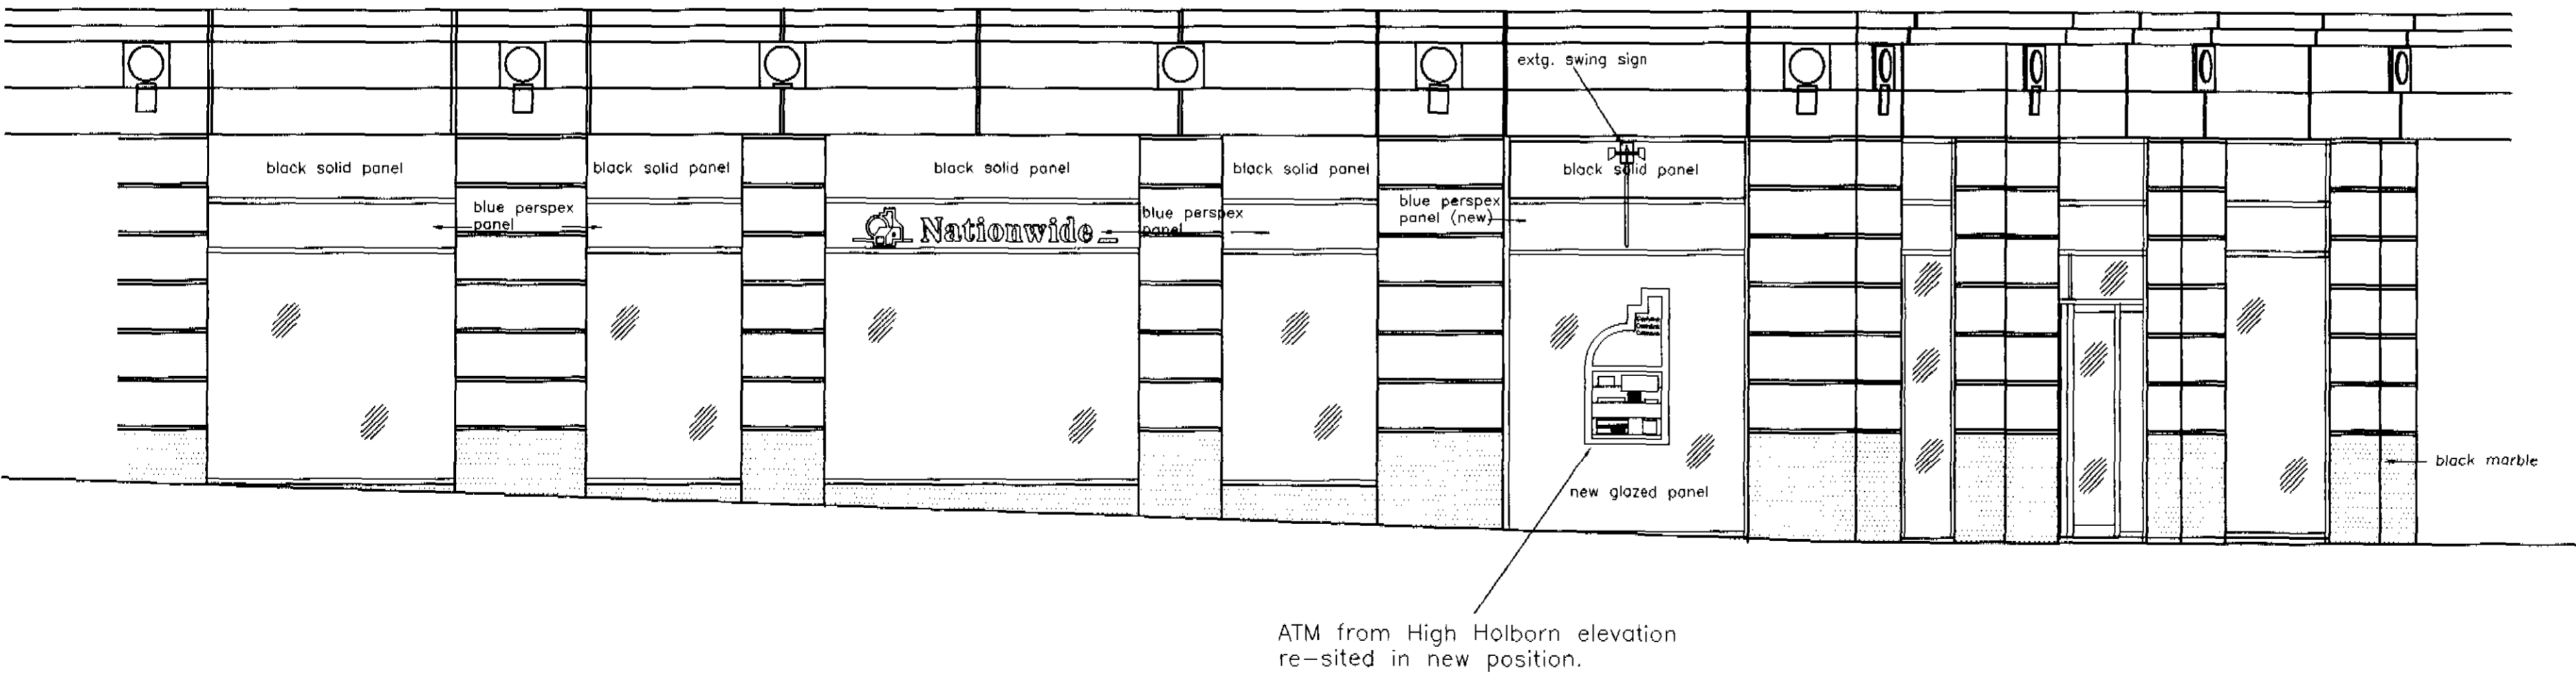 extg. swing sign
black solid panel
black solid panel
black solid panel
black solid panel
black solid panel
blue perspex
panel
Nationwide
blue perspex
panel
blue perspex
panel (new)
new glazed panel
black marble
ATM from High Holborn elevation
re-sited in new position.